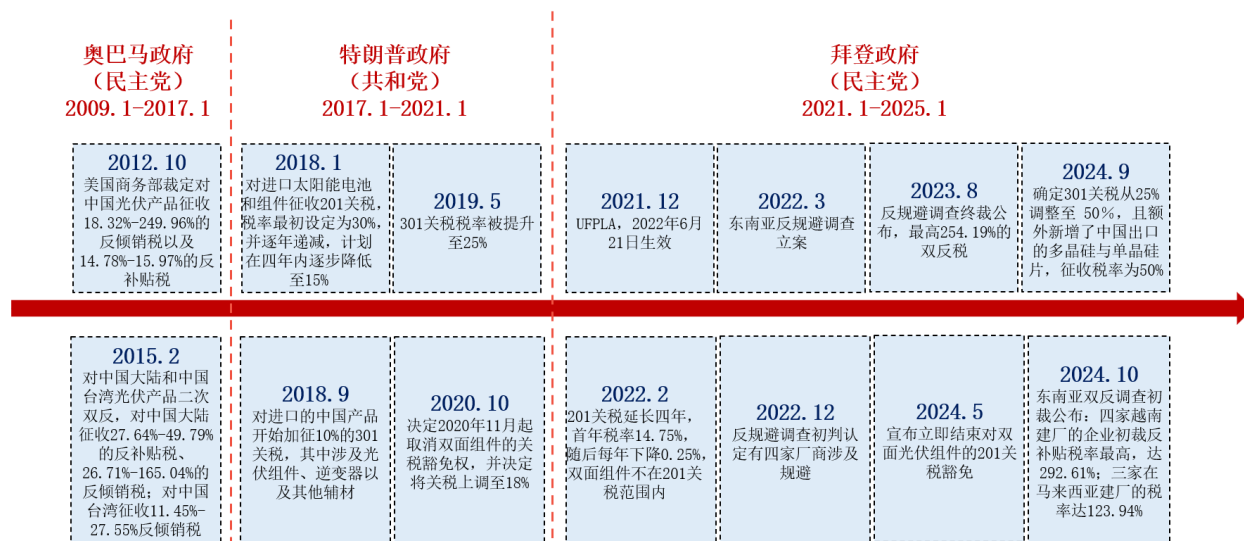 奥巴马政府
（民主党）
2009.1-2017.1
特朗普政府
（共和党）
2017.1-2021.1
拜登政府
（民主党）
2021.1-2025.1
2012.10
美国商务部裁定对
中国光伏产品征收
18.32%-249.96%的
反倾销税以及
14.78%-15.97%的反
补贴税
2018.1
对进口太阳能电池
和组件征收201关税，
税率最初设定为30%，
并逐年递减，计划
在四年内逐步降低
至15%
2019.5
301关税税率被提升
至25%
2021.12
UFPLA，2022年6月
21日生效
2022.3
东南亚反规避调查
立案
2023.8
反规避调查终裁公
布，最高254.19%的
双反税
2024.9
确定301关税从25%
调整至 50%，且额
外新增了中国出口
的多晶硅与单晶硅
片，征收税率为50%
2015.2
对中国大陆和中国
台湾光伏产品二次
双反，对中国大陆
征收27.64%-49.79%
的反补贴税、
26.71%-165.04%的
反倾销税；对中国
台湾征收11.45%-
27.55%反倾销税
2018.9
对进口的中国产品
开始加征10%的301
关税，其中涉及光
伏组件、逆变器以
及其他辅材
2020.10
决定2020年11月起
取消双面组件的关
税豁免权，并决定
将关税上调至18%
2022.2
201关税延长四年，
首年税率14.75%，
随后每年下降0.25%，
双面组件不在201关
税范围内
2022.12
反规避调查初判认
定有四家厂商涉及
规避
2024.5
宣布立即结束对双
面光伏组件的201关
税豁免
2024.10
东南亚双反调查初
裁公布：四家越南
建厂的企业初裁反
补贴税率最高，达
292.61%；三家在
马来西亚建厂的税
率达123.94%